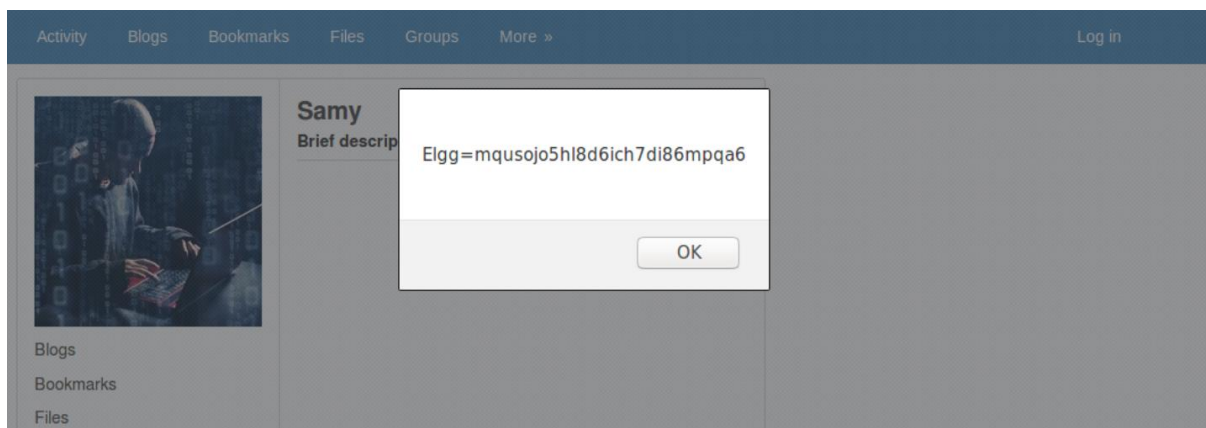 Activity Blogs Bookmarks Files Groups More » Log in
Samy
Brief descrip
Elgg=mqusojo5hl8d6ich7di86mpqa6
OK
Blogs
Bookmarks
Files